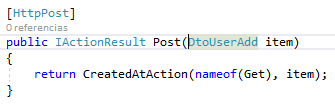 [HttpPost]
0 referencias
public IActionResult Post(DtoUserAdd item)
{
return CreatedAtAction(nameof(Get), item);
}